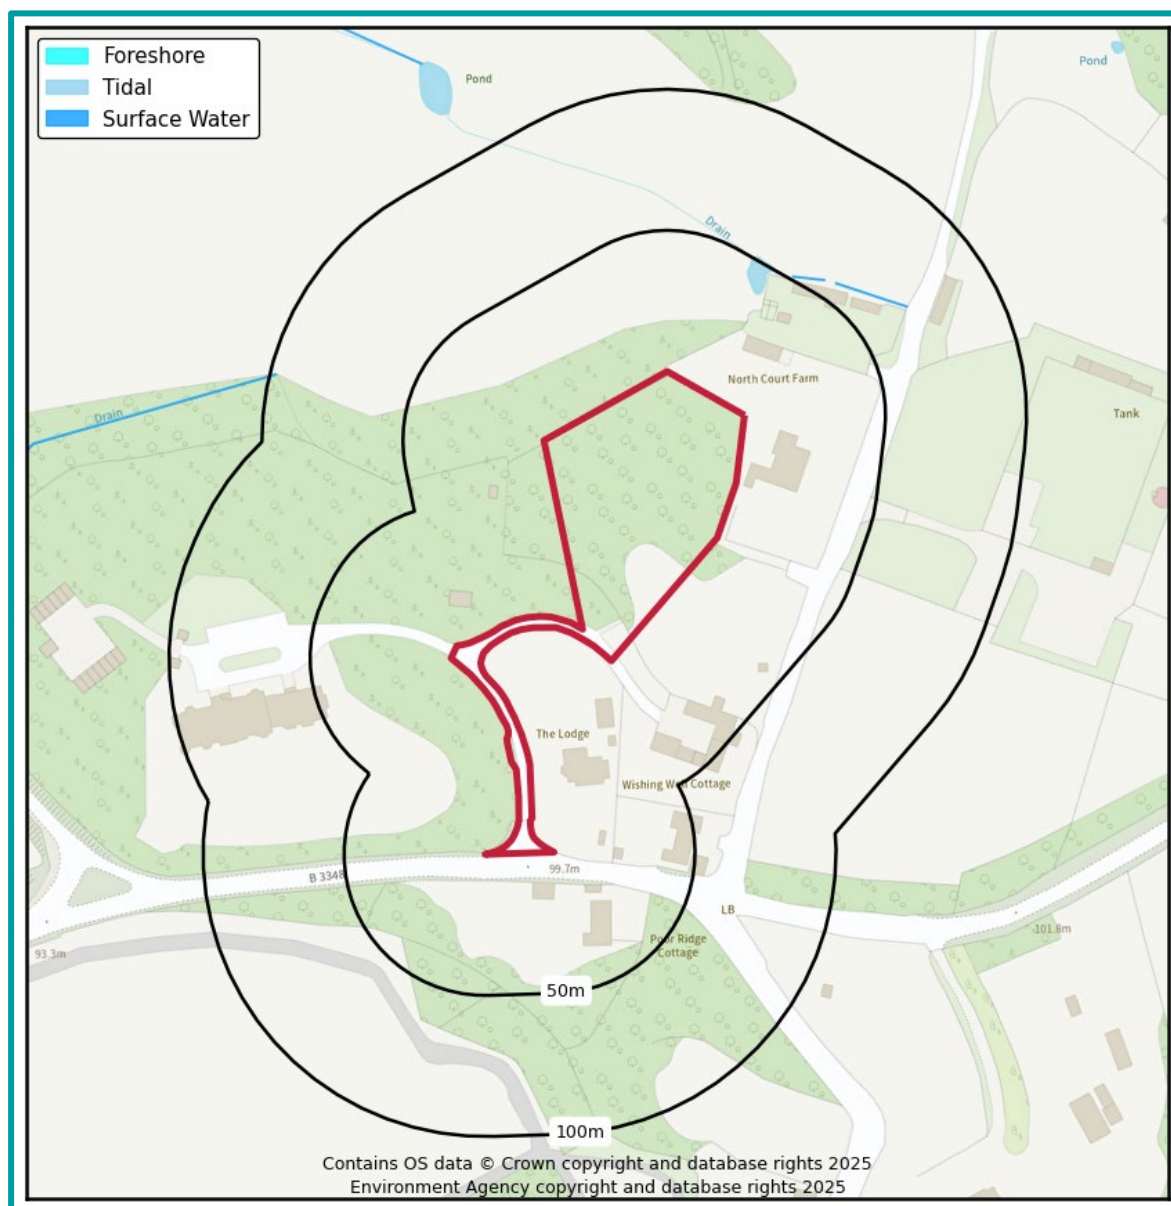 Foreshore
Tidal
Surface Water
Pond
Pond
Drain
North Court Farm
Tank
Drain
The Lodge
Wishing Well Cottage
99.7m
B 3348
LB
93.3m
Poor Ridge
Cottage
101.8m
50m
100m
Contains OS data © Crown copyright and database rights 2025
Environment Agency copyright and database rights 2025